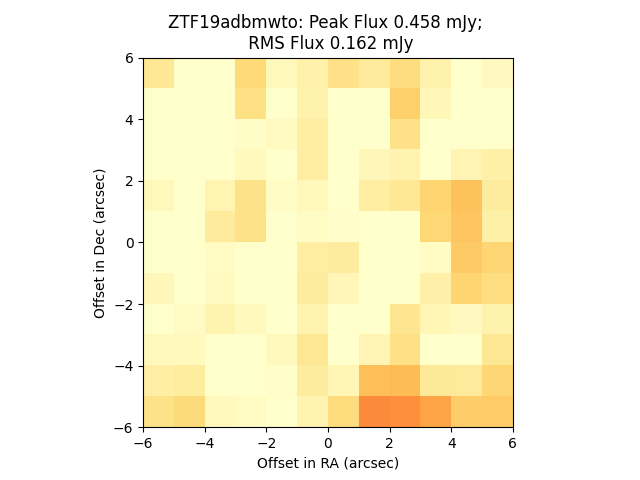 ZTF19adbmwto: Peak Flux 0.458 mJy;
RMS Flux 0.162 mJy
6
4
2
0
−2
−4
−6
Offset in Dec (arcsec)
−6 −4 −2 0 2 4 6
Offset in RA (arcsec)